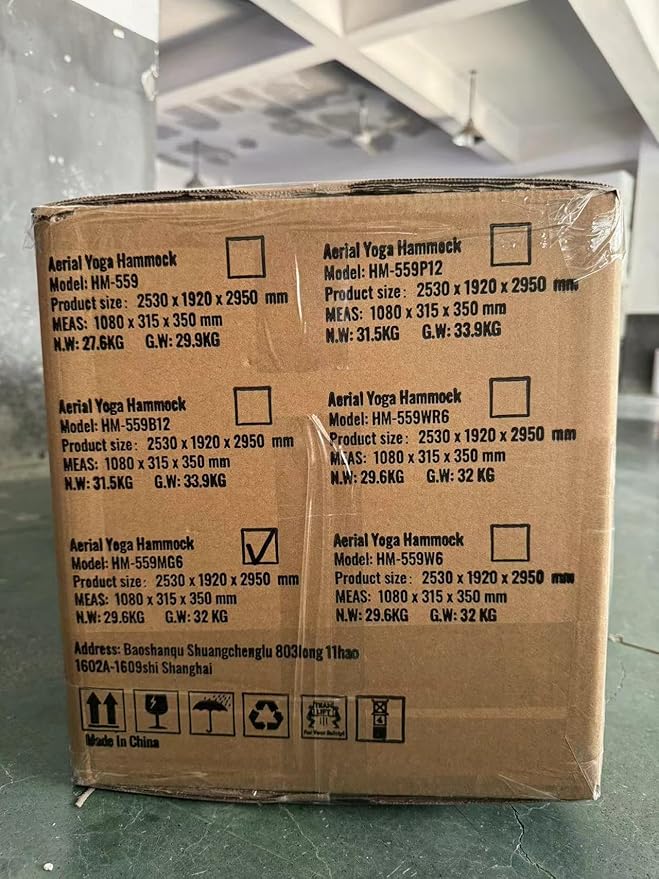 Aerial Yoga Hammock
Model: HM-559
Product size: 2530 x 1920 x 2950 mm
MEAS: 1080 x 315 x 350 mm
N.W: 27.6KG G.W: 29.9KG
Aerial Yoga Hammock
Model: HM-559P12
Product size: 2530 x 1920 x 2950 mm
MEAS: 1080 x 315 x 350 mm
N.W: 31.5KG G.W: 33.9KG
Aerial Yoga Hammock
Model: HM-559B12
Product size: 2530 x 1920 x 2950 mm
MEAS: 1080 x 315 x 350 mm
N.W: 31.5KG G.W: 33.9KG
Aerial Yoga Hammock
Model: HM-559WR6
Product size: 2530 x 1920 x 2950 mm
MEAS: 1080 x 315 x 350 mm
N.W: 29.6KG G.W: 32 KG
Aerial Yoga Hammock
Model: HM-559MG6
Product size: 2530 x 1920 x 2950 mm
MEAS: 1080 x 315 x 350 mm
N.W: 29.6KG G.W: 32 KG
Aerial Yoga Hammock
Model: HM-559W6
Product size: 2530 x 1920 x 2950 mm
MEAS: 1080 x 315 x 350 mm
N.W: 29.6KG G.W: 32 KG
Address: Baoshanqu Shuangchenglu 803long 11hao
1602A-1609shi Shanghai
TEAM
LIFT
For Your Safety!
Made In China